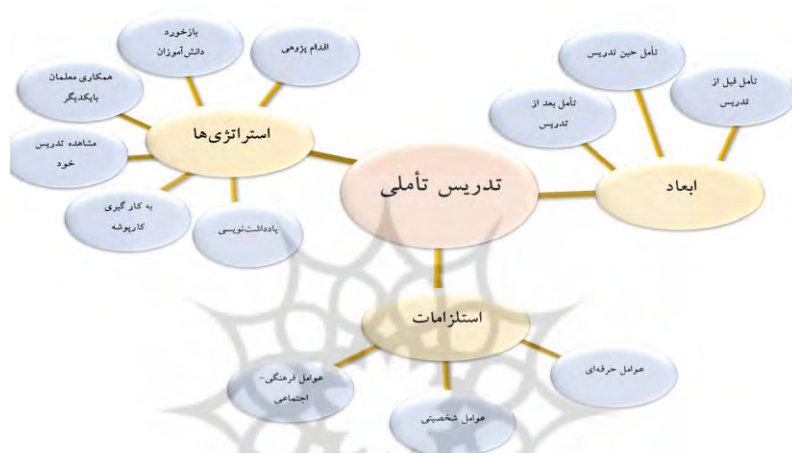 تدریس تأملی
ابعاد
تأمل قبل از
تدریس
تأمل حین تدریس
تأمل بعد از
تدریس
استراتژی‌ها
اقدام پژوهی
بازخورد
دانش‌آموزان
همکاری معلمان
بایکدیگر
مشاهده تدریس
خود
به کار گیری
کارپوشه
یادداشت‌نویسی
استلزامات
عوامل حرفه‌ای
عوامل شخصیتی
عوامل فرهنگی-
اجتماعی